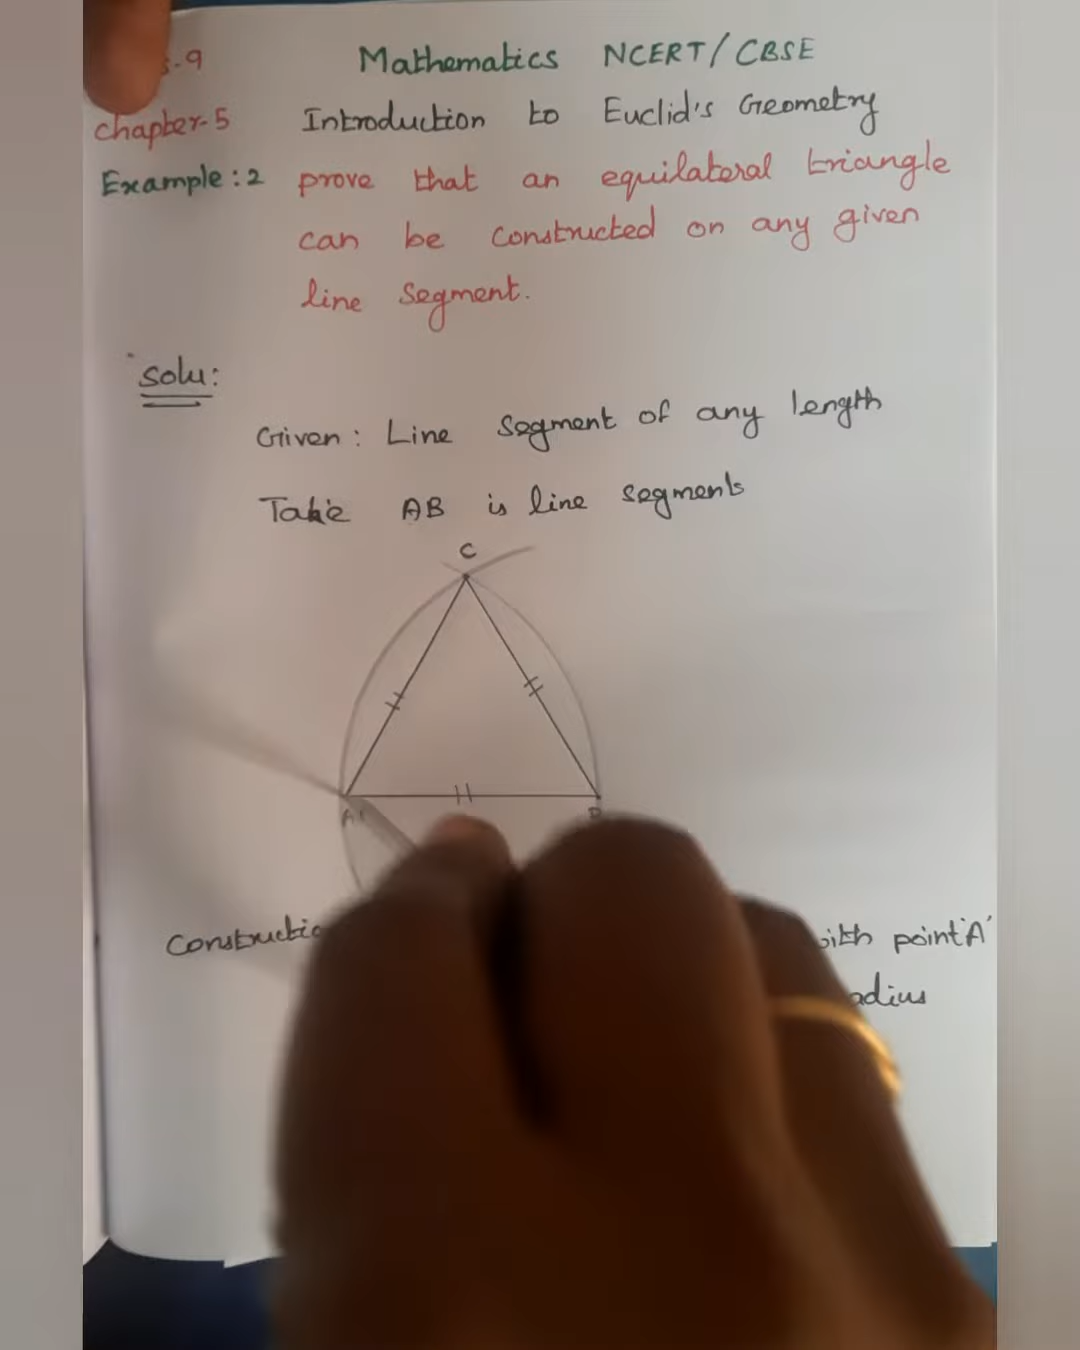 Mathematics NCERT/CBSE
Chapter-5 Introduction to Euclid's Geometry
Example:2 prove that an equilateral triangle
can be constructed on any given
line segment.
Solu:
Given: Line segment of any length
Take AB is line segments
C
A
point 'A'